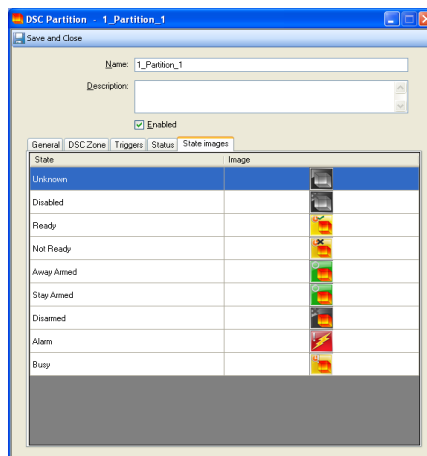 DSC Partition - 1_Partition_1
Save and Close
Name: 1_Partition_1
Description:
Enabled
General DSC Zone Triggers Status State images
State Image
Unknown
Disabled
Ready
Not Ready
Away Armed
Stay Armed
Disarmed
Alarm
Busy